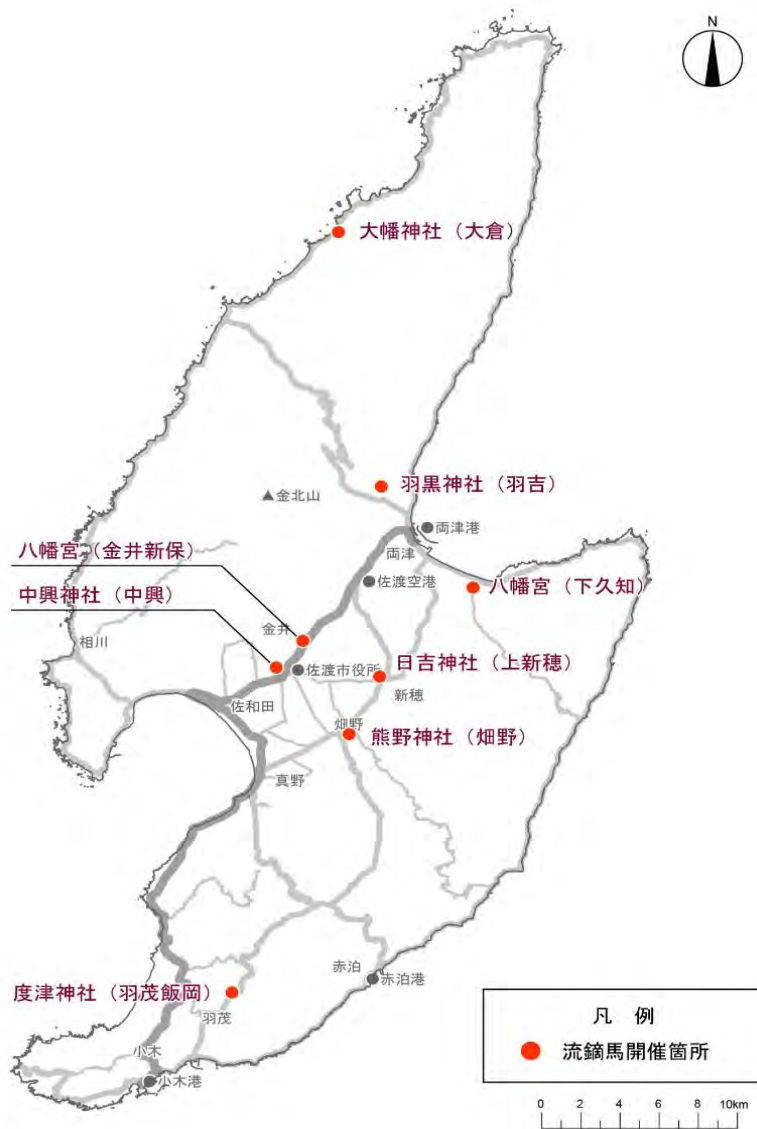 N
大幡神社（大倉）
羽黒神社（羽吉）
金北山
両津港
八幡宮（金井新保）
両津
佐渡空港
八幡宮（下久知）
中興神社（中興）
金井
相川
佐渡市役所
日吉神社（上新穂）
新穂
佐和田
畑野
熊野神社（畑野）
真野
赤泊
赤泊港
度津神社（羽茂飯岡）
羽茂
小木
小木港
凡 例
流鏑馬開催箇所
0 2 4 6 8 10km